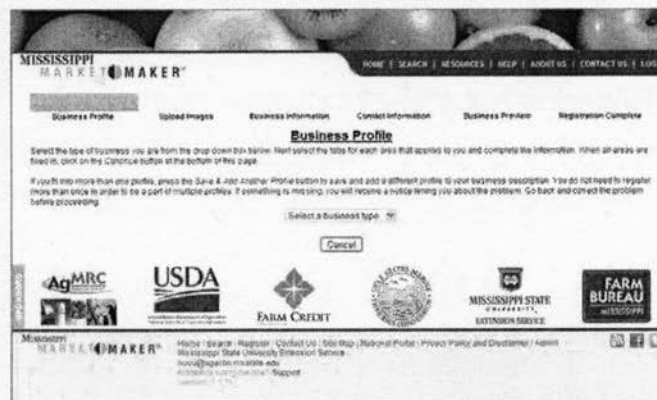 MISSISSIPPI
MARKET MAKER
HOME | SEARCH | RESOURCES | HELP | ABOUT US | CONTACT US |
Business Profile
Upload Images
Business Information
Contact Information
Business Preview
Registration Complete
Business Profile
Select the type of business you are from the drop down box below. Next select the tabs for each area that applies to you and complete the information. When all areas are
filled in, click on the Continue button at the bottom of this page.
If you fit into more than one profile, press the Save & Add Another Profile button to save and add a different profile to your business description. You do not need to register
more than once in order to be a part of multiple profiles. If something is missing, you will receive a notice letting you about the problem. Go back and correct the problem
before proceeding.
Select a business type
Cancel
SPONSORS
AgMRC
USDA
FARM CREDIT
MISSISSIPPI STATE
UNIVERSITY
EXTENSION SERVICE
FARM
BUREAU
MISSISSIPPI
MISSISSIPPI
MARKET MAKER
Home | Search | Register | Contact Us | Site Map | National Portal | Privacy Policy and Disclaimer | Admin
Mississippi State University Extension Service
Support